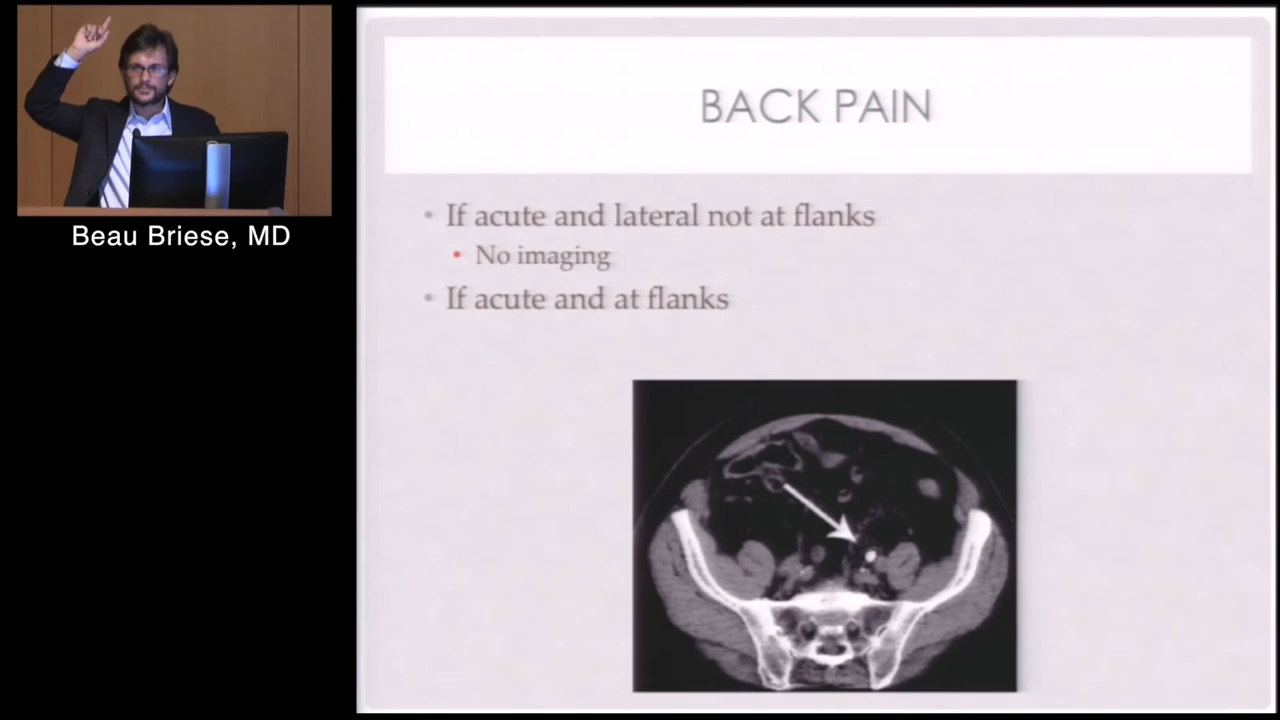 Beau Briese, MD
BACK PAIN
• If acute and lateral not at flanks
• No imaging
• If acute and at flanks